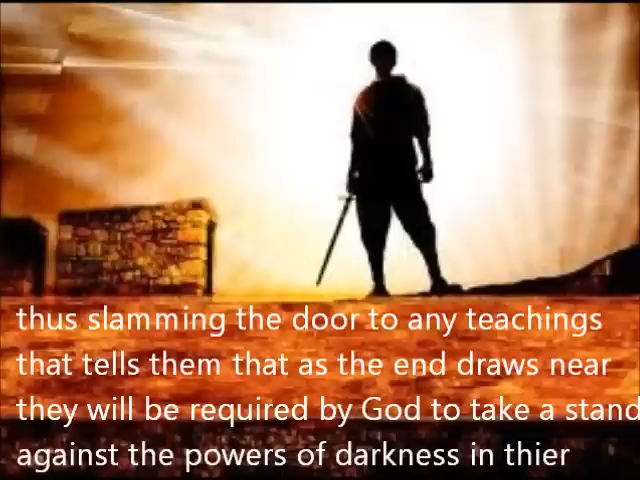 thus slamming the door to any teachings
that tells them that as the end draws near
they will be required by God to take a stand
against the powers of darkness in thier